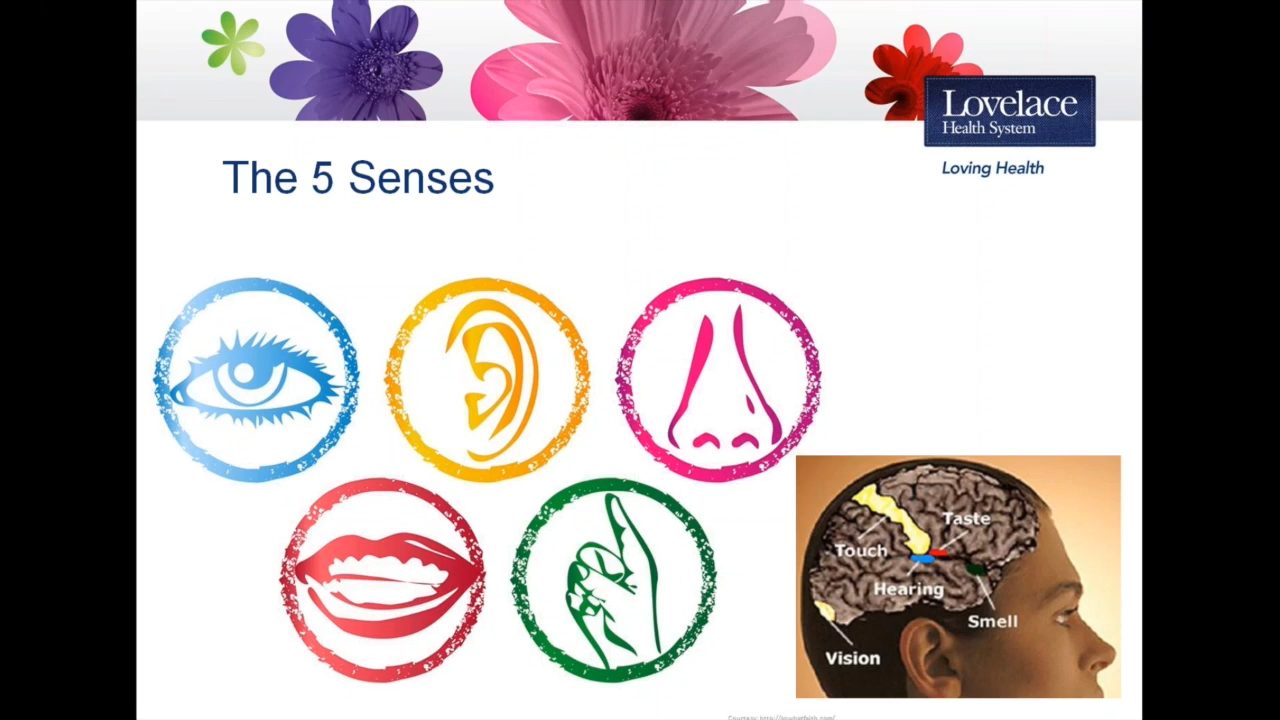 Lovelace
Health System
Loving Health
The 5 Senses
Taste
Touch
Hearing
Smell
Vision